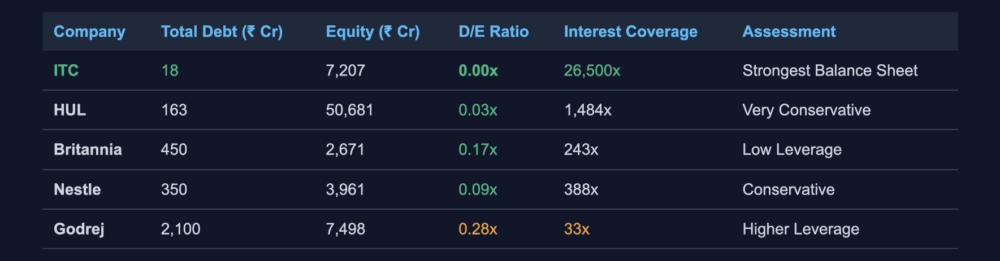 Company Total Debt (₹ Cr) Equity (₹ Cr) D/E Ratio Interest Coverage Assessment
ITC 18 7,207 0.00x 26,500x Strongest Balance Sheet
HUL 163 50,681 0.03x 1,484x Very Conservative
Britannia 450 2,671 0.17x 243x Low Leverage
Nestle 350 3,961 0.09x 388x Conservative
Godrej 2,100 7,498 0.28x 33x Higher Leverage